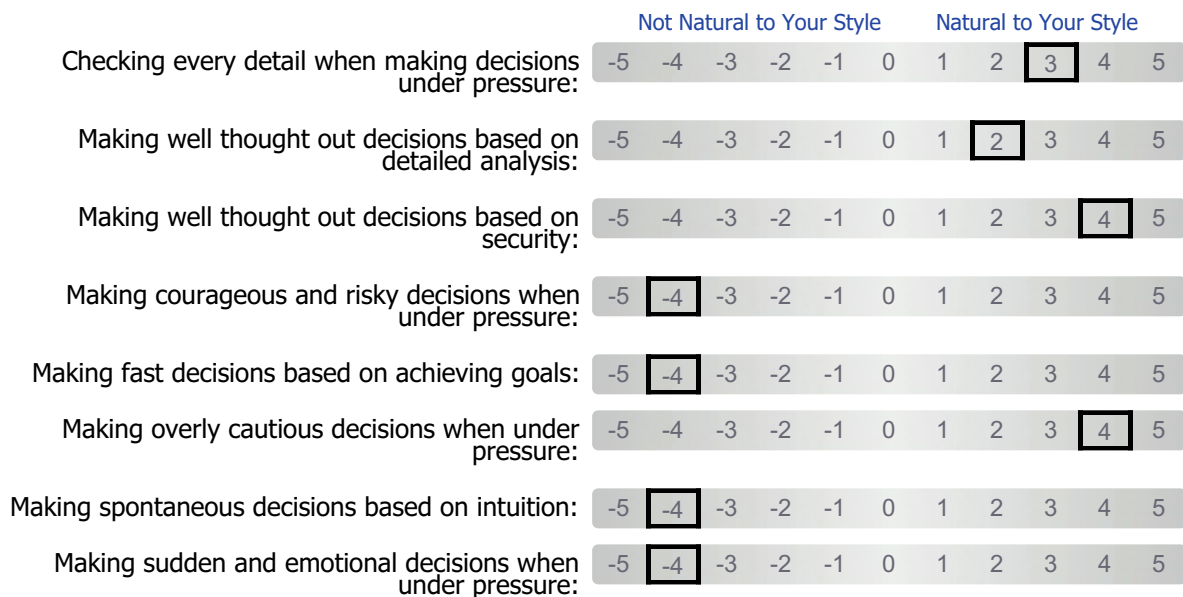 Not Natural to Your Style Natural to Your Style
Checking every detail when making decisions
under pressure:
-5 -4 -3 -2 -1 0 1 2 3 4 5
Making well thought out decisions based on
detailed analysis:
-5 -4 -3 -2 -1 0 1 2 3 4 5
Making well thought out decisions based on
security:
-5 -4 -3 -2 -1 0 1 2 3 4 5
Making courageous and risky decisions when
under pressure:
-5 -4 -3 -2 -1 0 1 2 3 4 5
Making fast decisions based on achieving goals:
-5 -4 -3 -2 -1 0 1 2 3 4 5
Making overly cautious decisions when under
pressure:
-5 -4 -3 -2 -1 0 1 2 3 4 5
Making spontaneous decisions based on intuition:
-5 -4 -3 -2 -1 0 1 2 3 4 5
Making sudden and emotional decisions when
under pressure:
-5 -4 -3 -2 -1 0 1 2 3 4 5